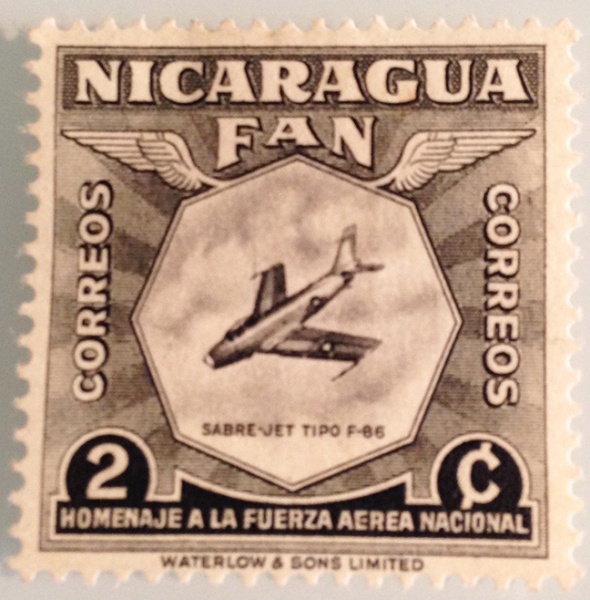 NICARAGUA
FAN
CORREOS
CORREOS
SABRE-JET TIPO F-86
2
¢
HOMENAJE A LA FUERZA AEREA NACIONAL
WATERLOW & SONS LIMITED